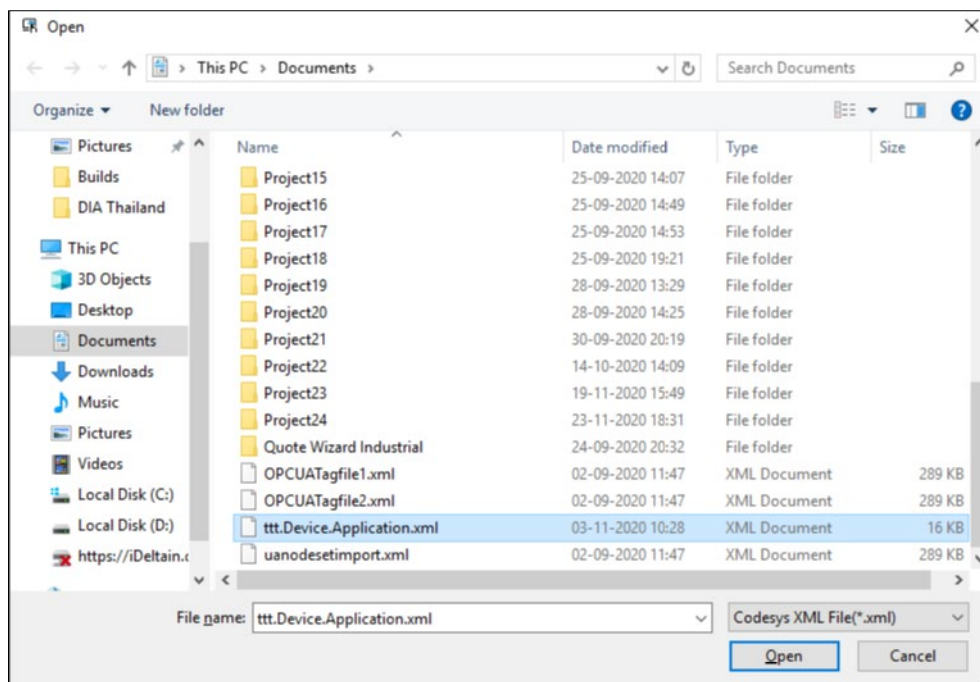 Open
This PC > Documents >
Search Documents
Organize
New folder
Pictures
Builds
DIA Thailand
This PC
3D Objects
Desktop
Documents
Downloads
Music
Pictures
Videos
Local Disk (C:)
Local Disk (D:)
https://iDeltain.c
Name Date modified Type Size
Project15 25-09-2020 14:07 File folder
Project16 25-09-2020 14:49 File folder
Project17 25-09-2020 14:53 File folder
Project18 25-09-2020 19:21 File folder
Project19 28-09-2020 13:29 File folder
Project20 28-09-2020 14:25 File folder
Project21 30-09-2020 20:19 File folder
Project22 14-10-2020 14:09 File folder
Project23 19-11-2020 15:49 File folder
Project24 23-11-2020 18:31 File folder
Quote Wizard Industrial 24-09-2020 20:32 File folder
OPCUATagfile1.xml 02-09-2020 11:47 XML Document 289 KB
OPCUATagfile2.xml 02-09-2020 11:47 XML Document 289 KB
ttt.Device.Application.xml 03-11-2020 10:28 XML Document 16 KB
uanodesetimport.xml 02-09-2020 11:47 XML Document 289 KB
File name: ttt.Device.Application.xml Codesys XML File(*.xml)
Open Cancel